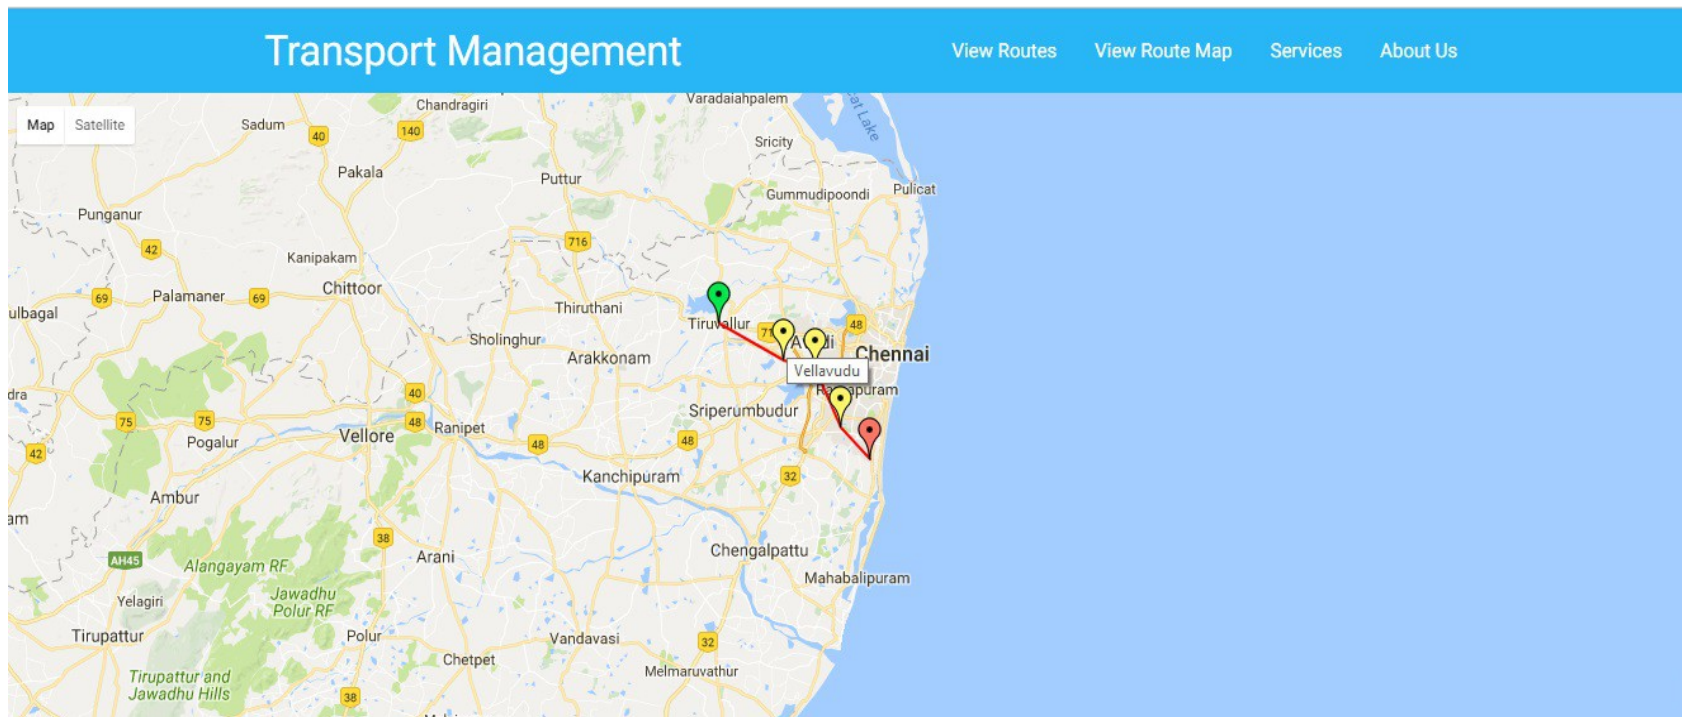 Transport Management
View Routes
View Route Map
Services
About Us
Map
Satellite
Chandragiri
Varadaiahpalem
Sadum
40
140
Sricity
Pakala
Puttur
Gummudipoondi
Pulicat
Punganur
42
716
Kanipakam
Chittoor
69
Palamaner
69
ulbagal
Thiruthani
Tiruvallur
48
Sholinghur
Arakkonam
Chennai
Vellavudu
dra
40
Sriperumbudur
75
75
48
Ranipet
Pogalur
Vellore
48
48
42
Kanchipuram
32
Ambur
am
38
AH45
Alangayam RF
Arani
Chengalpattu
Mahabalipuram
Yelagiri
Jawadhu
Polur RF
Tirupattur
Polur
Vandavasi
32
Chetpet
Melmaruvathur
Tirupattur and
Jawadhu Hills
38